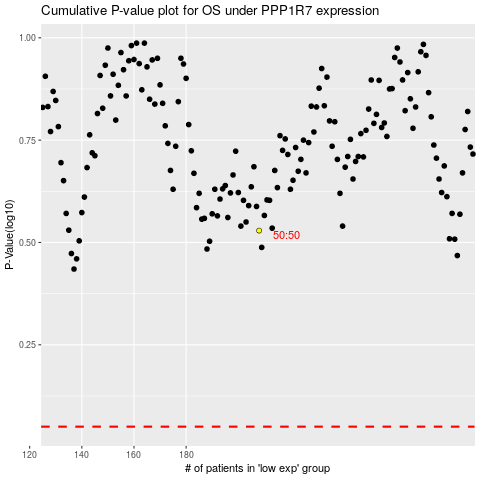 Cumulative P-value plot for OS under PPP1R7 expression
P-Value(log10)
1.00
0.75
0.50
0.25
50:50
120 140 160 180
# of patients in 'low exp' group